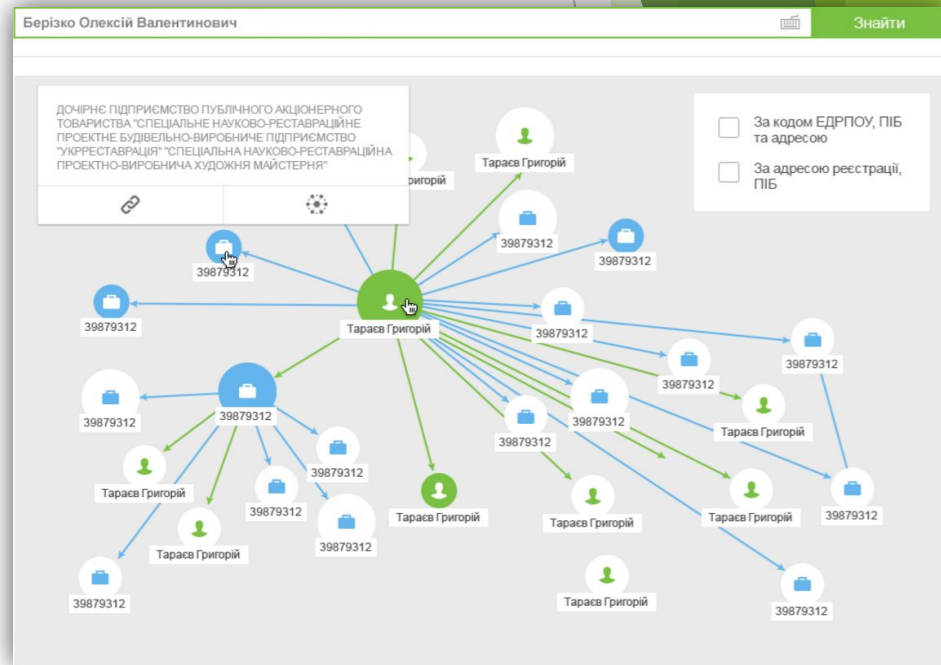 Берізко Олексій Валентинович
Знайти
ДОЧІРНЄ ПІДПРИЄМСТВО ПУБЛІЧНОГО АКЦІОНЕРНОГО
ТОВАРИСТВА "СПЕЦІАЛЬНЕ НАУКОВО-РЕСТАВРАЦІЙНЕ
ПРОЕКТНЕ БУДІВЕЛЬНО-ВИРОБНИЧЕ ПІДПРИЄМСТВО
"УКРРЕСТАВРАЦІЯ" "СПЕЦІАЛЬНА НАУКОВО-РЕСТАВРАЦІЙНА
ПРОЕКТНО-ВИРОБНИЧА ХУДОЖНЯ МАЙСТЕРНЯ"
За кодом ЕДРПОУ, ПІБ
та адресою
За адресою реєстрації,
ПІБ
Тараєв Григорій
ригорій
39879312
39879312
39879312
39879312
Тараєв Григорій
39879312
39879312
39879312
39879312
39879312
39879312
Тараєв Григорій
39879312
39879312
Тараєв Григорій
39879312
39879312
Тараєв Григорій
Тараєв Григорій
Тараєв Григорій
39879312
Тараєв Григорій
39879312
Тараєв Григорій
39879312
Тараєв Григорій
39879312